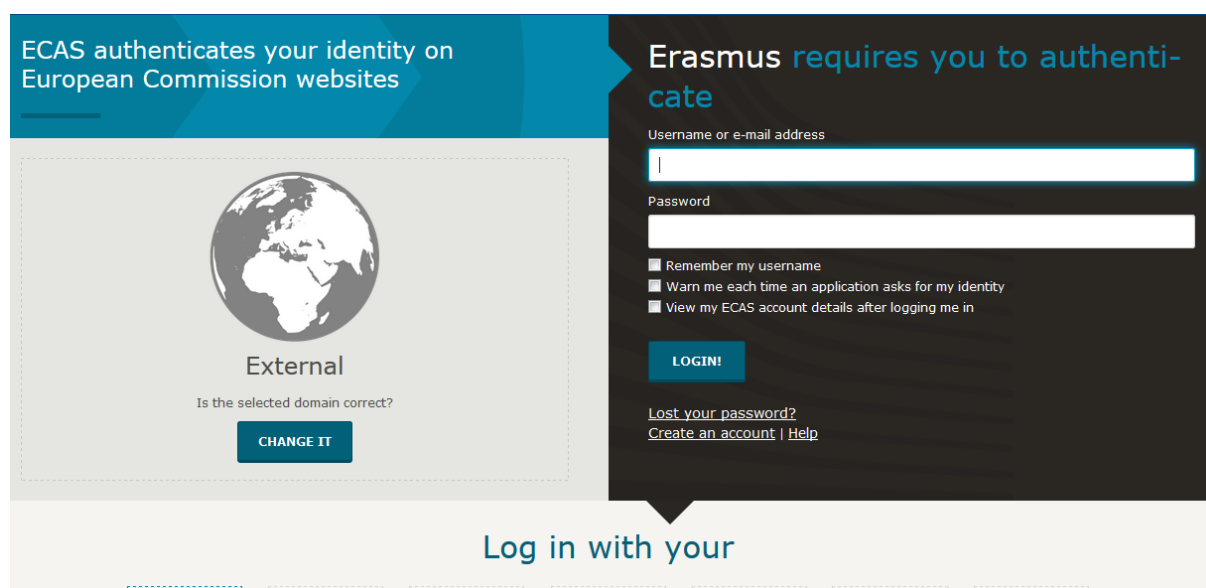 ECAS authenticates your identity on
European Commission websites
External
Is the selected domain correct?
CHANGE IT
Erasmus requires you to authenti-
cate
Username or e-mail address
Password
Remember my username
Warn me each time an application asks for my identity
View my ECAS account details after logging me in
LOGIN!
Lost your password?
Create an account | Help
Log in with your